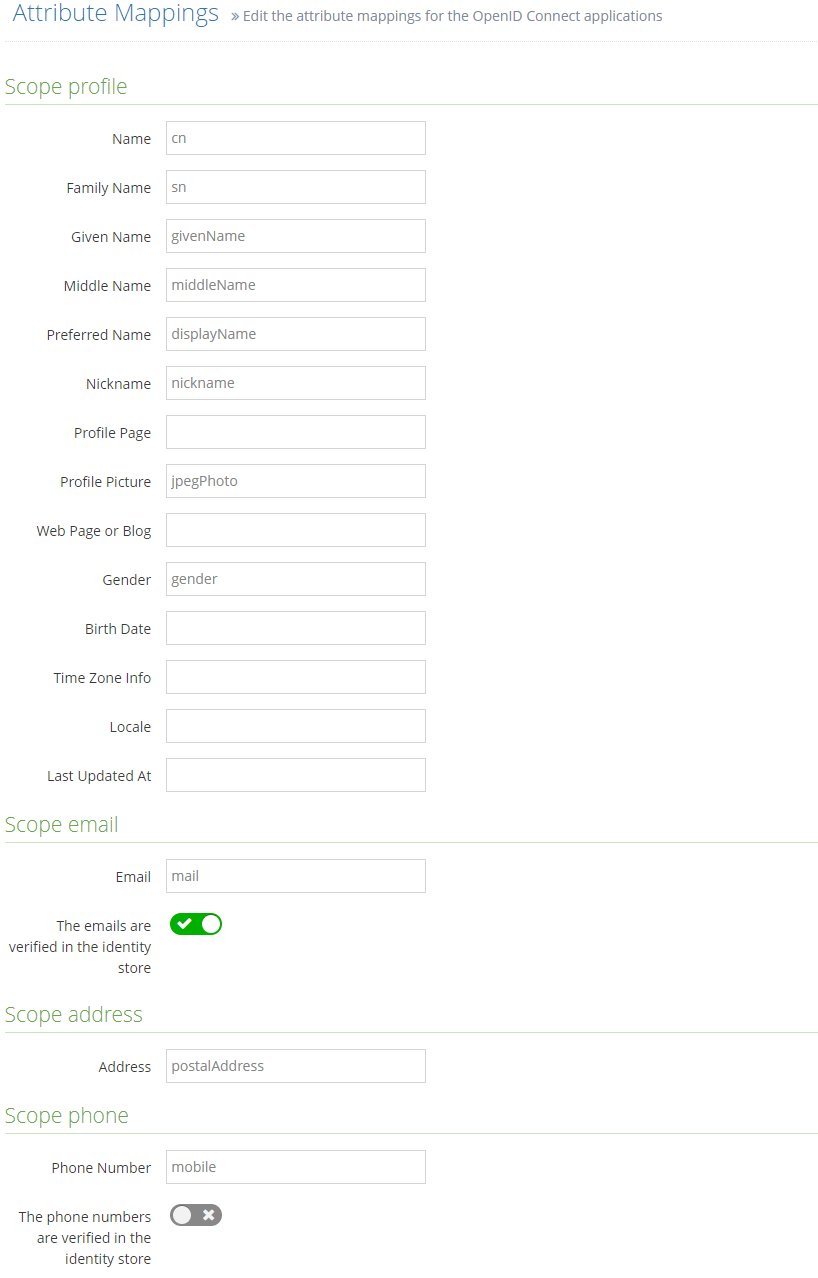 Attribute Mappings » Edit the attribute mappings for the OpenID Connect applications
Scope profile
Name cn
Family Name sn
Given Name givenName
Middle Name middleName
Preferred Name displayName
Nickname nickname
Profile Page
Profile Picture jpegPhoto
Web Page or Blog
Gender gender
Birth Date
Time Zone Info
Locale
Last Updated At
Scope email
Email mail
The emails are
verified in the identity
store
Scope address
Address postalAddress
Scope phone
Phone Number mobile
The phone numbers
are verified in the
identity store